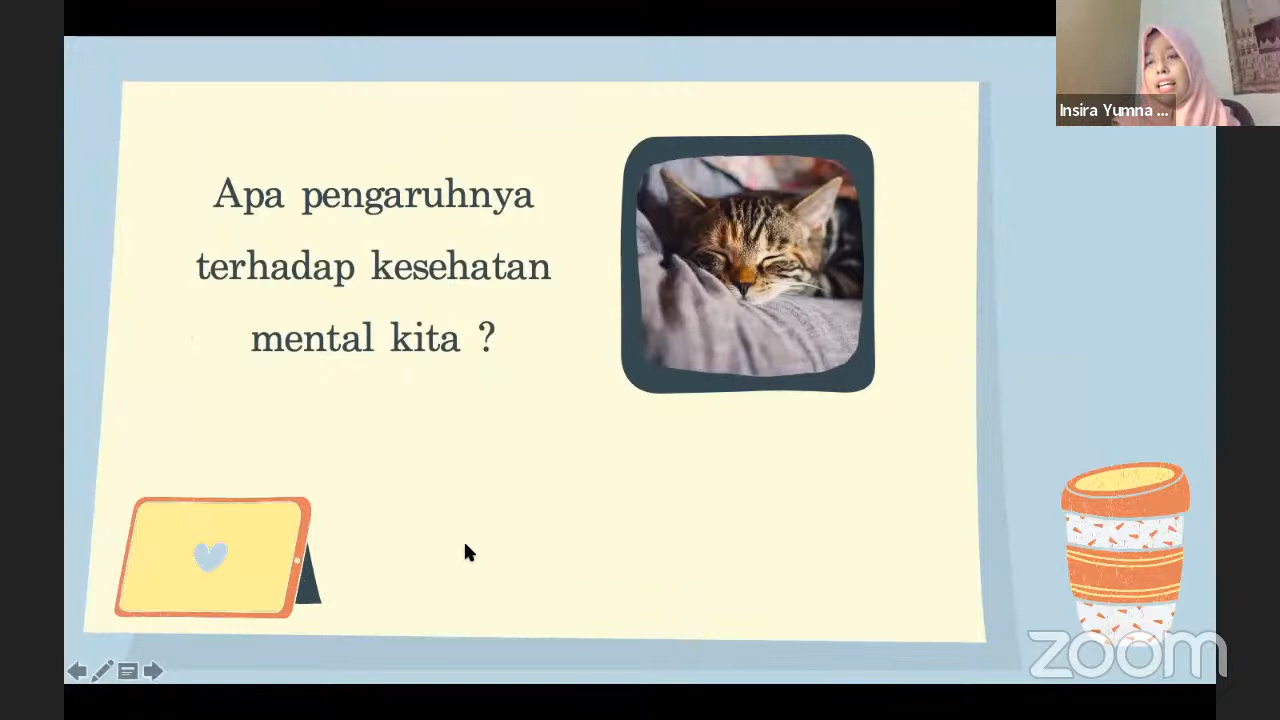 Insira Yumna ...
Apa pengaruhnya
terhadap kesehatan
mental kita ?
zoom